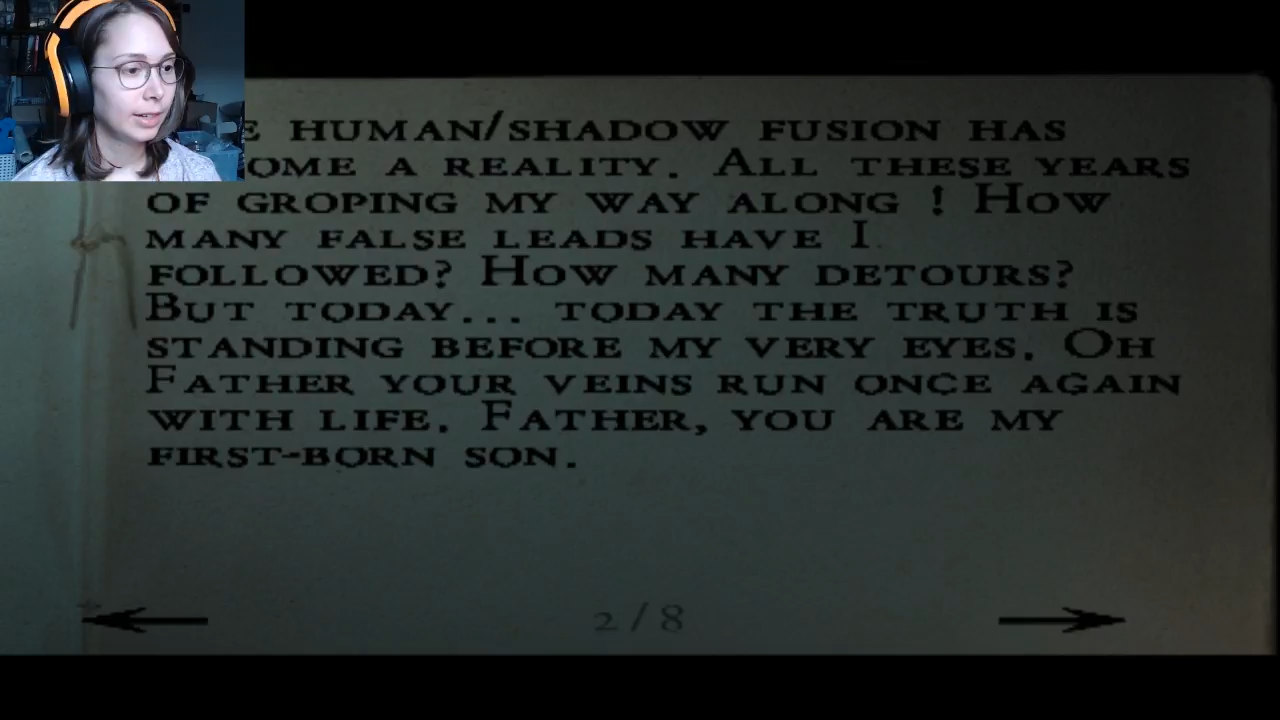 HUMAN/SHADOW FUSION HAS
A REALITY. ALL THESE YEARS
OF GROPING MY WAY ALONG ! HOW
MANY FALSE LEADS HAVE I
FOLLOWED? HOW MANY DETOURS?
BUT TODAY... TODAY THE TRUTH IS
STANDING BEFORE MY VERY EYES. OH
FATHER YOUR VEINS RUN ONCE AGAIN
WITH LIFE. FATHER, YOU ARE MY
FIRST-BORN SON.
2/8